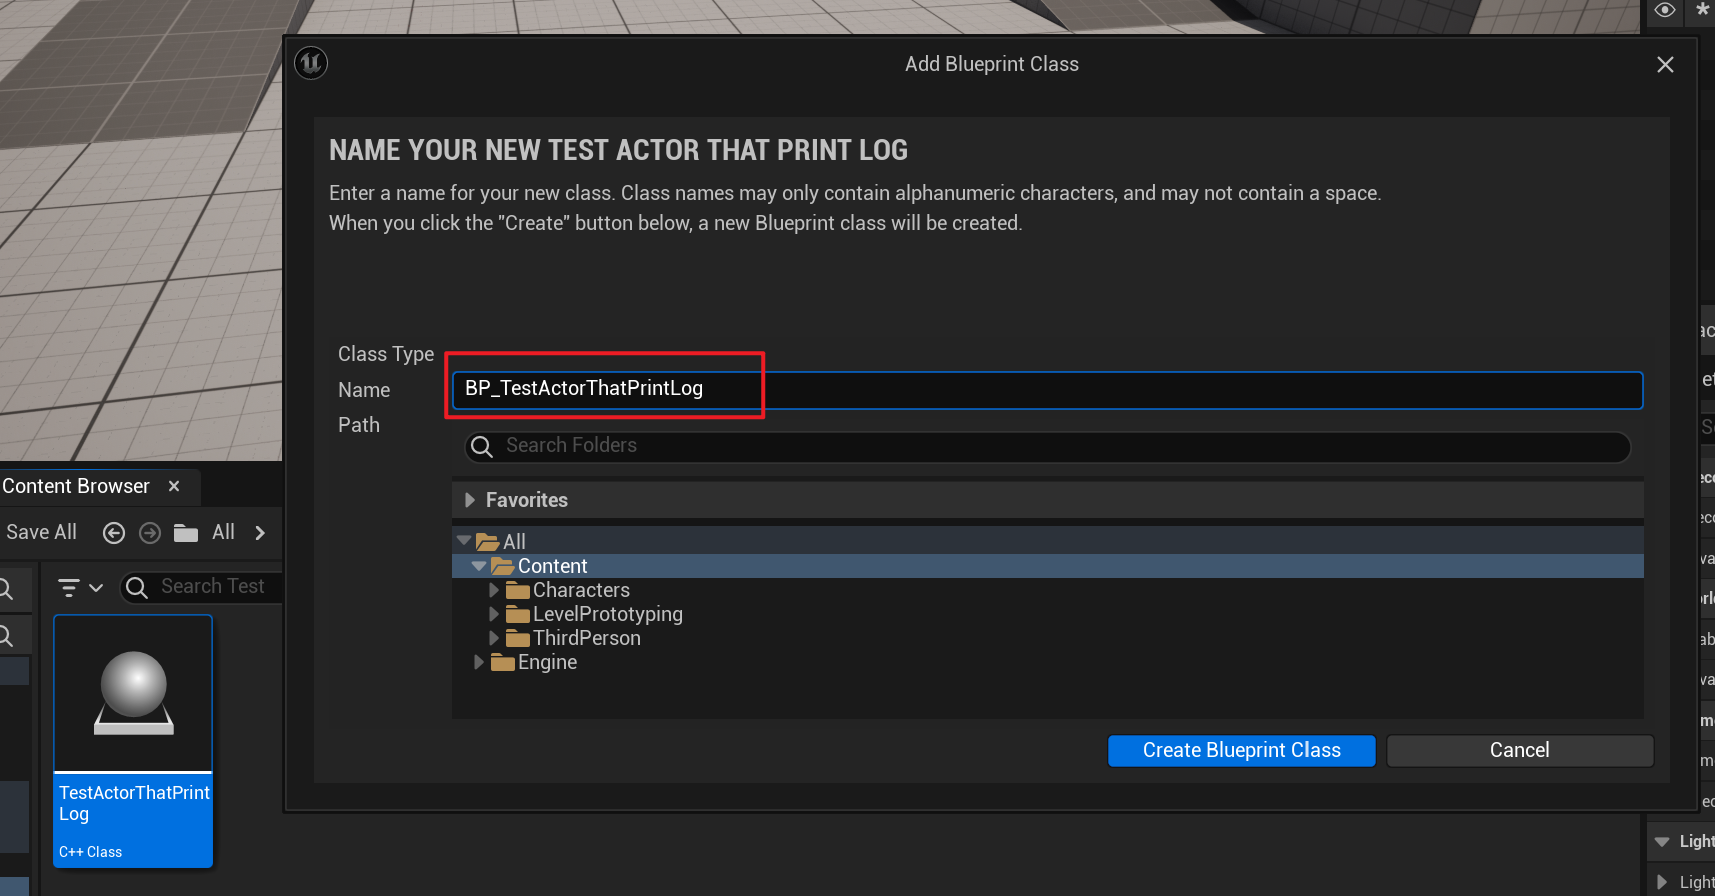 Add Blueprint Class
NAME YOUR NEW TEST ACTOR THAT PRINT LOG
Enter a name for your new class. Class names may only contain alphanumeric characters, and may not contain a space.
When you click the "Create" button below, a new Blueprint class will be created.
Class Type
Name
BP_TestActorThatPrintLog
Path
Search Folders
Favorites
All
Content
Characters
LevelPrototyping
ThirdPerson
Engine
Create Blueprint Class
Cancel
Content Browser
Save All
All
Search Test
TestActorThatPrint
Log
C++ Class
Light
Light